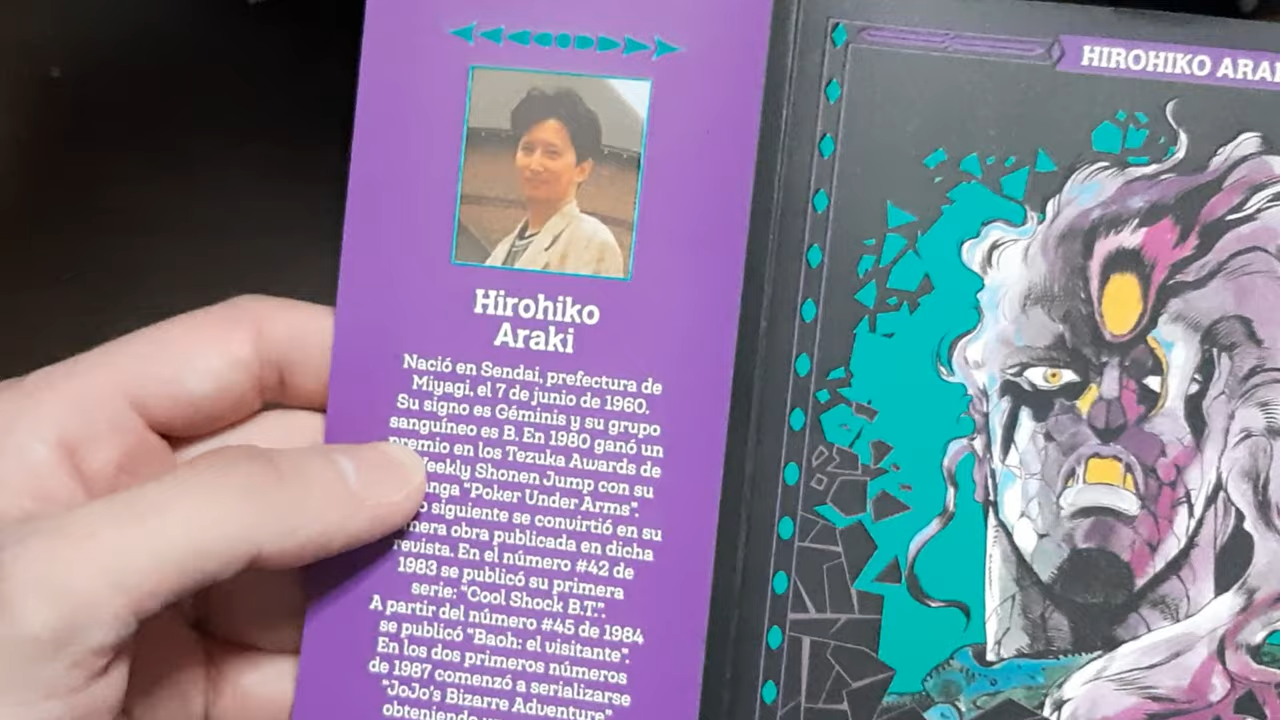 Hirohiko
Araki
Nació en Sendai, prefectura de
Miyagi, el 7 de junio de 1960.
Su signo es Géminis y su grupo
sanguíneo es B. En 1980 ganó un
premio en los Tezuka Awards de
Weekly Shonen Jump con su
"Poker Under Arms".
siguiente se convirtió en su
obra publicada en dicha
revista. En el número #42 de
1983 se publicó su primera
serie: "Cool Shock B.T.".
A partir del número #45 de 1984
se publicó "Baoh: el visitante".
En los dos primeros números
de 1987 comenzó a serializarse
"JoJo's Bizarre Adventure"
obteniendo
HIROHIKO